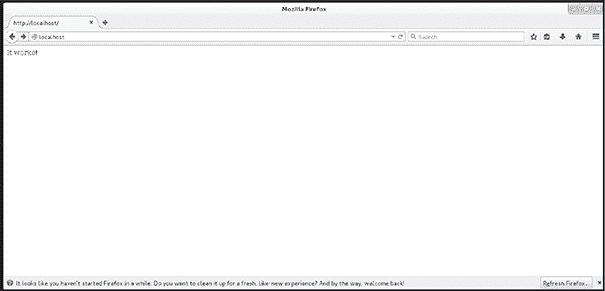 Mozilla Firefox
http://localhost/
localhost
Search
It works!
It looks like you haven't started Firefox in a while. Do you want to clean it up for a fresh, like-new experience? And by the way, welcome back!
Refresh Firefox...